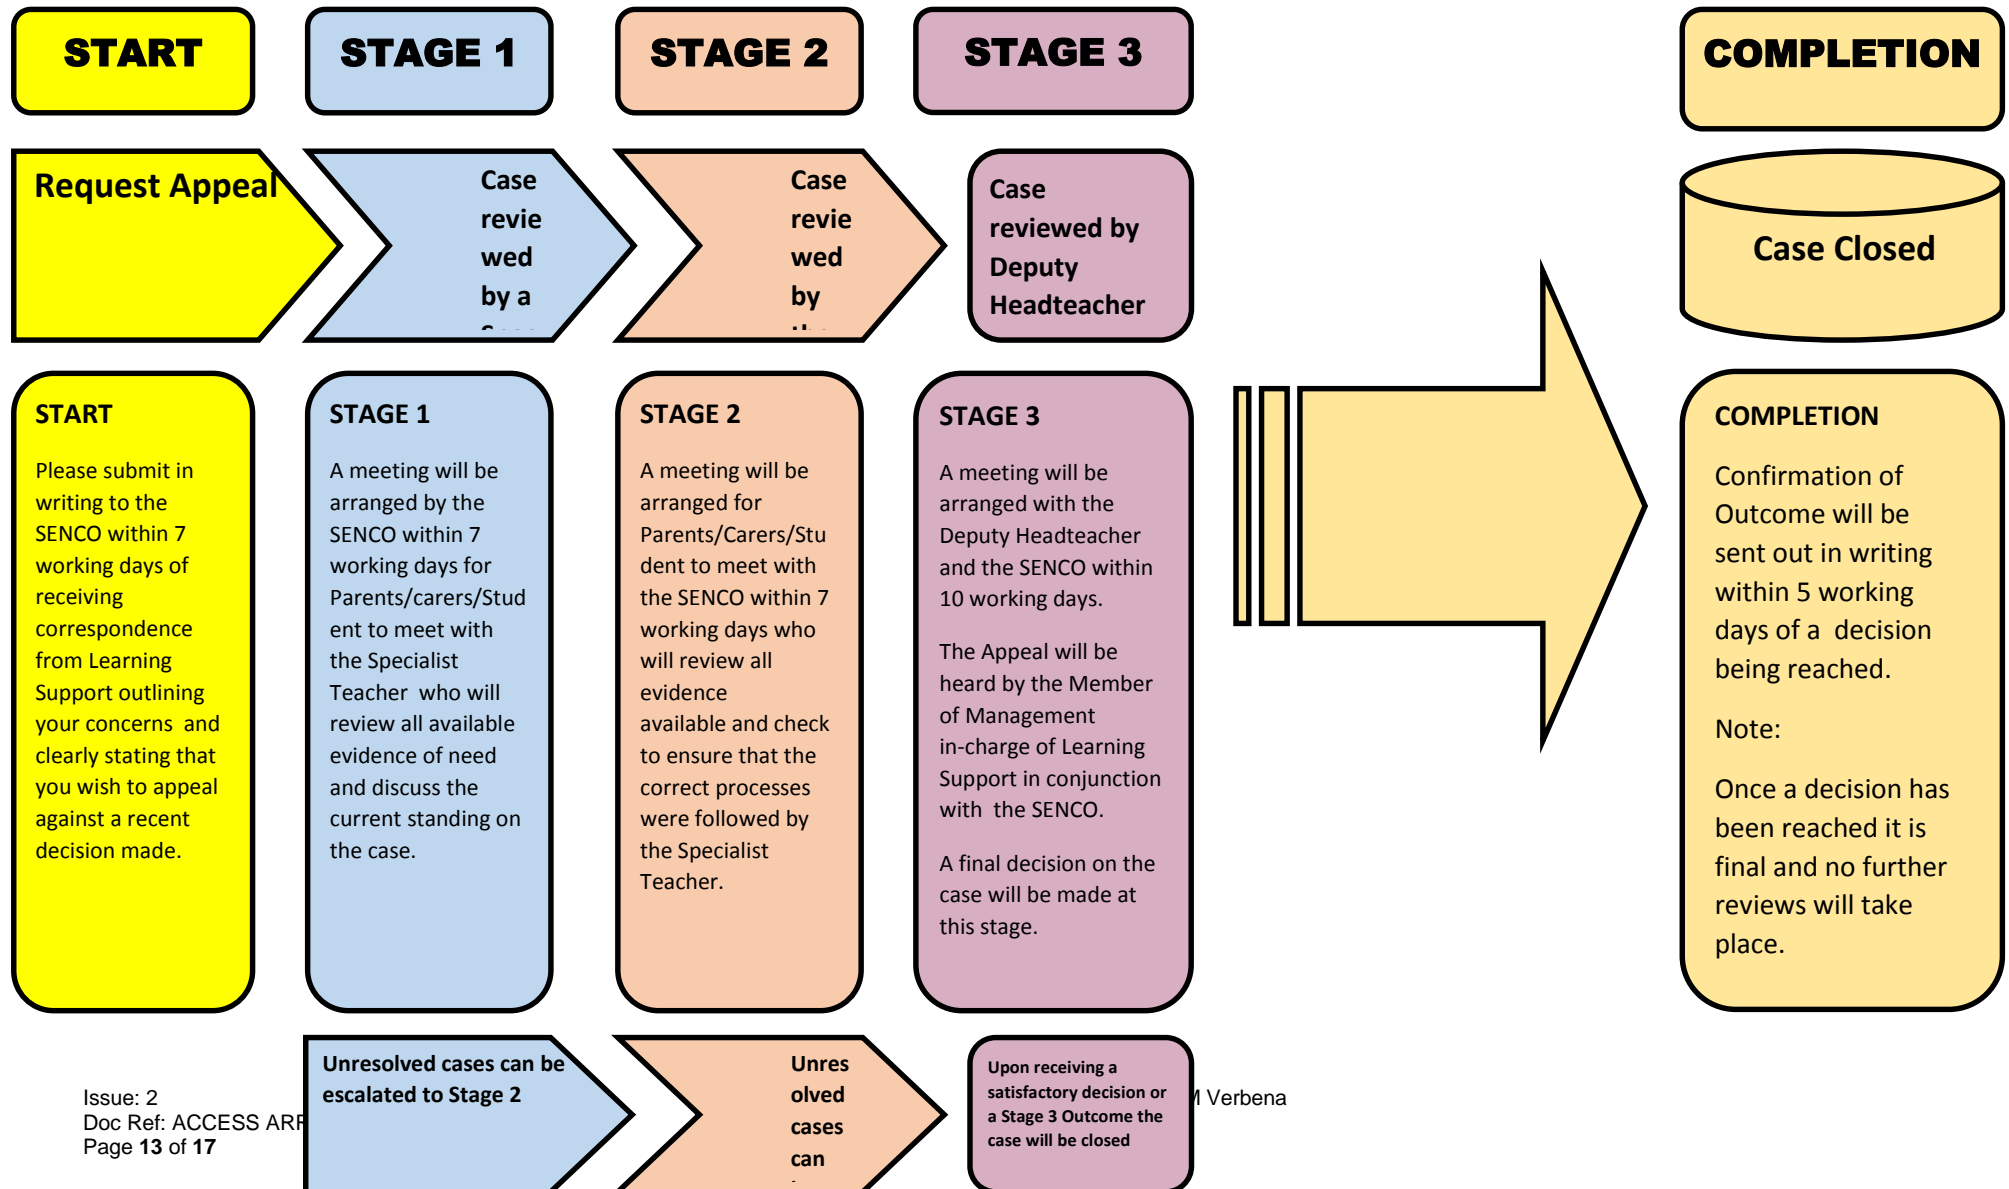 START
STAGE 1
STAGE 2
STAGE 3
COMPLETION
Request Appeal
Case
revie
wed
by a
Case
revie
wed
by
Case
reviewed by
Deputy
Headteacher
Case Closed
START
Please submit in
writing to the
SENCO within 7
working days of
receiving
correspondence
from Learning
Support outlining
your concerns  and
clearly stating that
you wish to appeal
against a recent
decision made.
STAGE 1
A meeting will be
arranged by the
SENCO within 7
working days for
Parents/carers/Stud
ent to meet with
the Specialist
Teacher  who will
review all available
evidence of need
and discuss the
current standing on
the case.
STAGE 2
A meeting will be
arranged for
Parents/Carers/Stu
dent to meet with
the SENCO within 7
working days who
will review all
evidence
available and check
to ensure that the
correct processes
were followed by
the Specialist
Teacher.
STAGE 3
A meeting will be
arranged with the
Deputy Headteacher
and the SENCO within
10 working days.
The Appeal will be
heard by the Member
of Management
in-charge of Learning
Support in conjunction
with  the SENCO.
A final decision on the
case will be made at
this stage.
COMPLETION
Confirmation of
Outcome will be
sent out in writing
within 5 working
days of a  decision
being reached.
Note:
Once a decision has
been reached it is
final and no further
reviews will take
place.
Unresolved cases can be
escalated to Stage 2
Unres
olved
cases
can
Upon receiving a
satisfactory decision or
a Stage 3 Outcome the
case will be closed
Issue: 2
Doc Ref: ACCESS
Page 13 of 17
Verbena